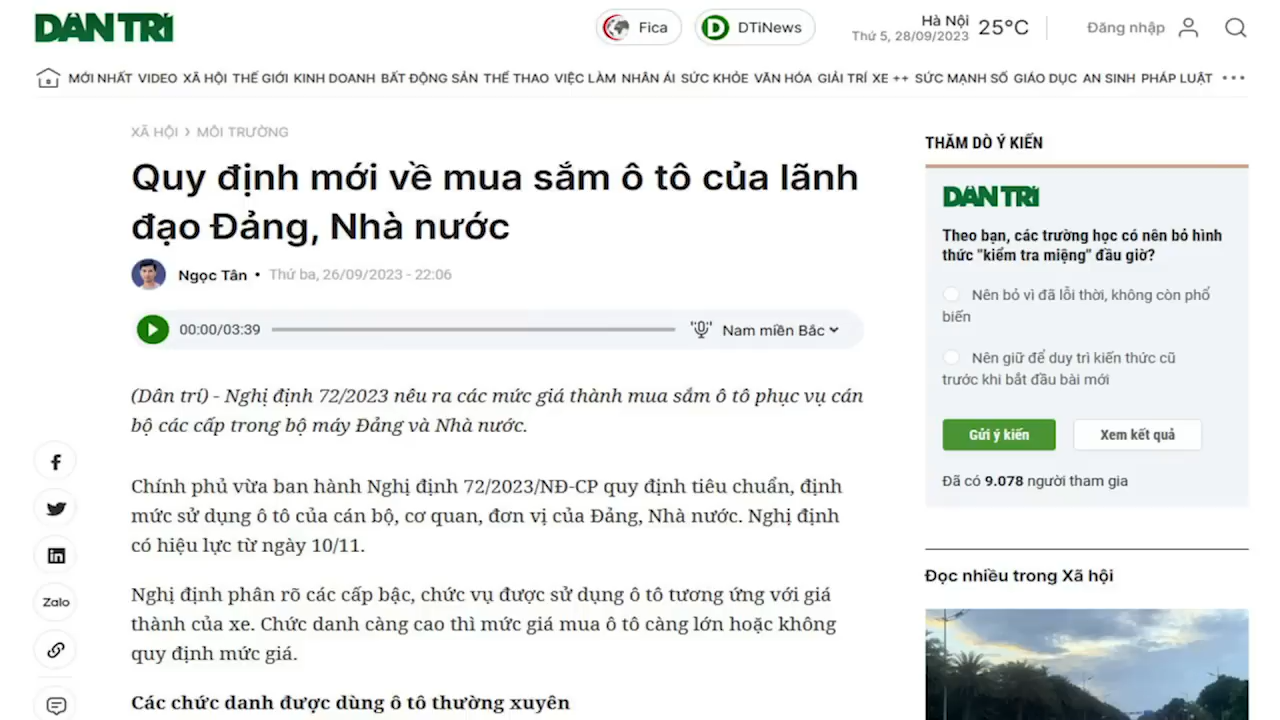 DÂN TRÍ
Fica
DTiNews
Hà Nội
Thứ 5, 28/09/2023
25°C
Đăng nhập
MỚI NHẤT VIDEO XÃ HỘI THẾ GIỚI KINH DOANH BẤT ĐỘNG SẢN THỂ THAO VIỆC LÀM NHÂN ÁI SỨC KHỎE VĂN HÓA GIẢI TRÍ XE ++ SỨC MẠNH SỐ GIÁO DỤC AN SINH PHÁP LUẬT
XÃ HỘI › MÔI TRƯỜNG
Quy định mới về mua sắm ô tô của lãnh
đạo Đảng, Nhà nước
Ngọc Tân • Thứ ba, 26/09/2023 - 22:06
00:00/03:39
Nam miền Bắc
(Dân trí) - Nghị định 72/2023 nêu ra các mức giá thành mua sắm ô tô phục vụ cán
bộ các cấp trong bộ máy Đảng và Nhà nước.
Chính phủ vừa ban hành Nghị định 72/2023/NĐ-CP quy định tiêu chuẩn, định
mức sử dụng ô tô của cán bộ, cơ quan, đơn vị của Đảng, Nhà nước. Nghị định
có hiệu lực từ ngày 10/11.
Nghị định phân rõ các cấp bậc, chức vụ được sử dụng ô tô tương ứng với giá
thành của xe. Chức danh càng cao thì mức giá mua ô tô càng lớn hoặc không
quy định mức giá.
Các chức danh được dùng ô tô thường xuyên
Zalo
THĂM DÒ Ý KIẾN
DÂN TRÍ
Theo bạn, các trường học có nên bỏ hình
thức "kiểm tra miệng" đầu giờ?
Nên bỏ vì đã lỗi thời, không còn phổ
biến
Nên giữ để duy trì kiến thức cũ
trước khi bắt đầu bài mới
Gửi ý kiến
Xem kết quả
Đã có 9.078 người tham gia
Đọc nhiều trong Xã hội